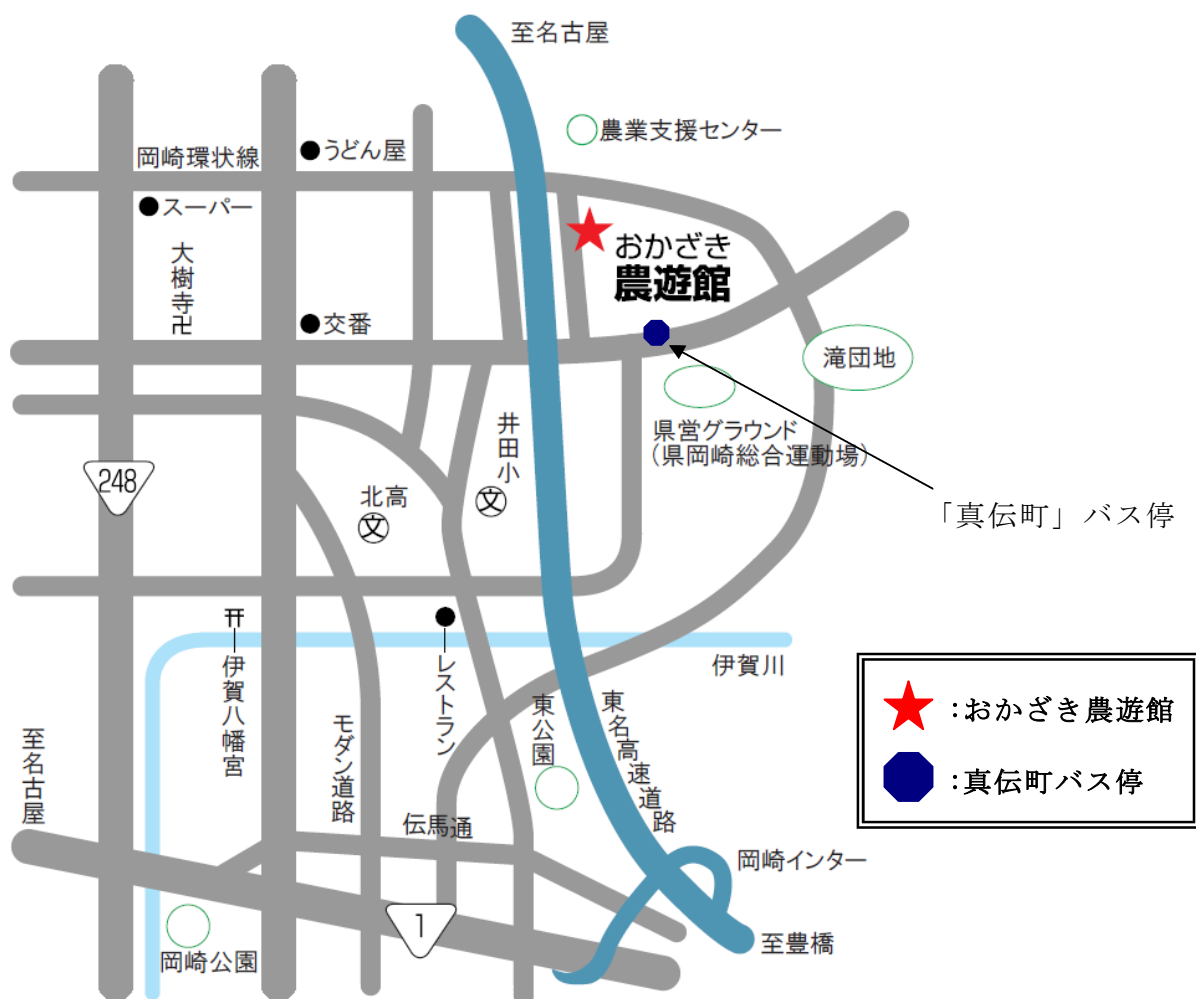 至名古屋
農業支援センター
岡崎環状線
うどん屋
スーパー
大樹寺卍
おかざき
農遊館
交番
滝団地
県営グラウンド
(県岡崎総合運動場)
井田小
文
248
北高
文
「真伝町」バス停
伊賀八幡宮
レストラン
伊賀川
東公園
東名高速道路
モダン道路
至名古屋
伝馬通
:おかざき農遊館
:真伝町バス停
岡崎インター
1
至豊橋
岡崎公園